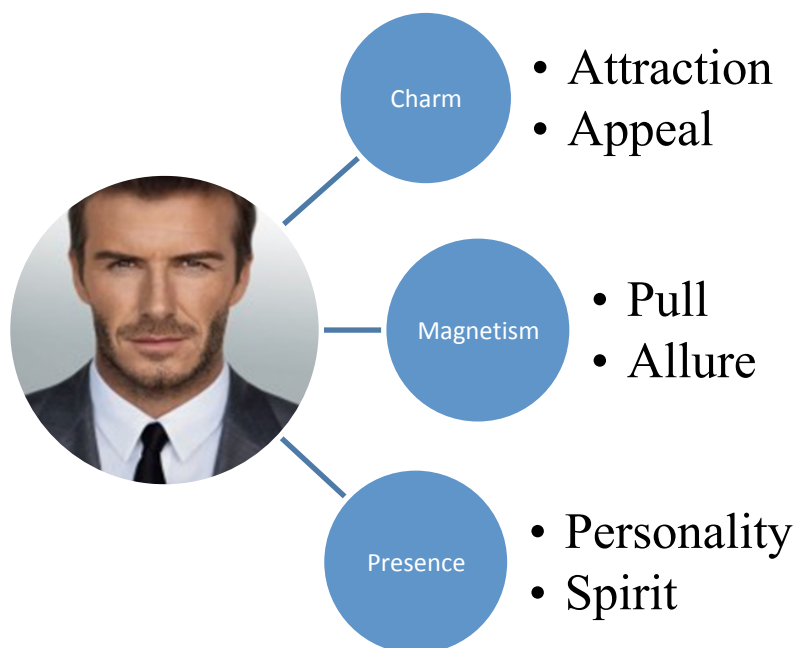 Charm
• Attraction
• Appeal
Magnetism
• Pull
• Allure
Presence
• Personality
• Spirit